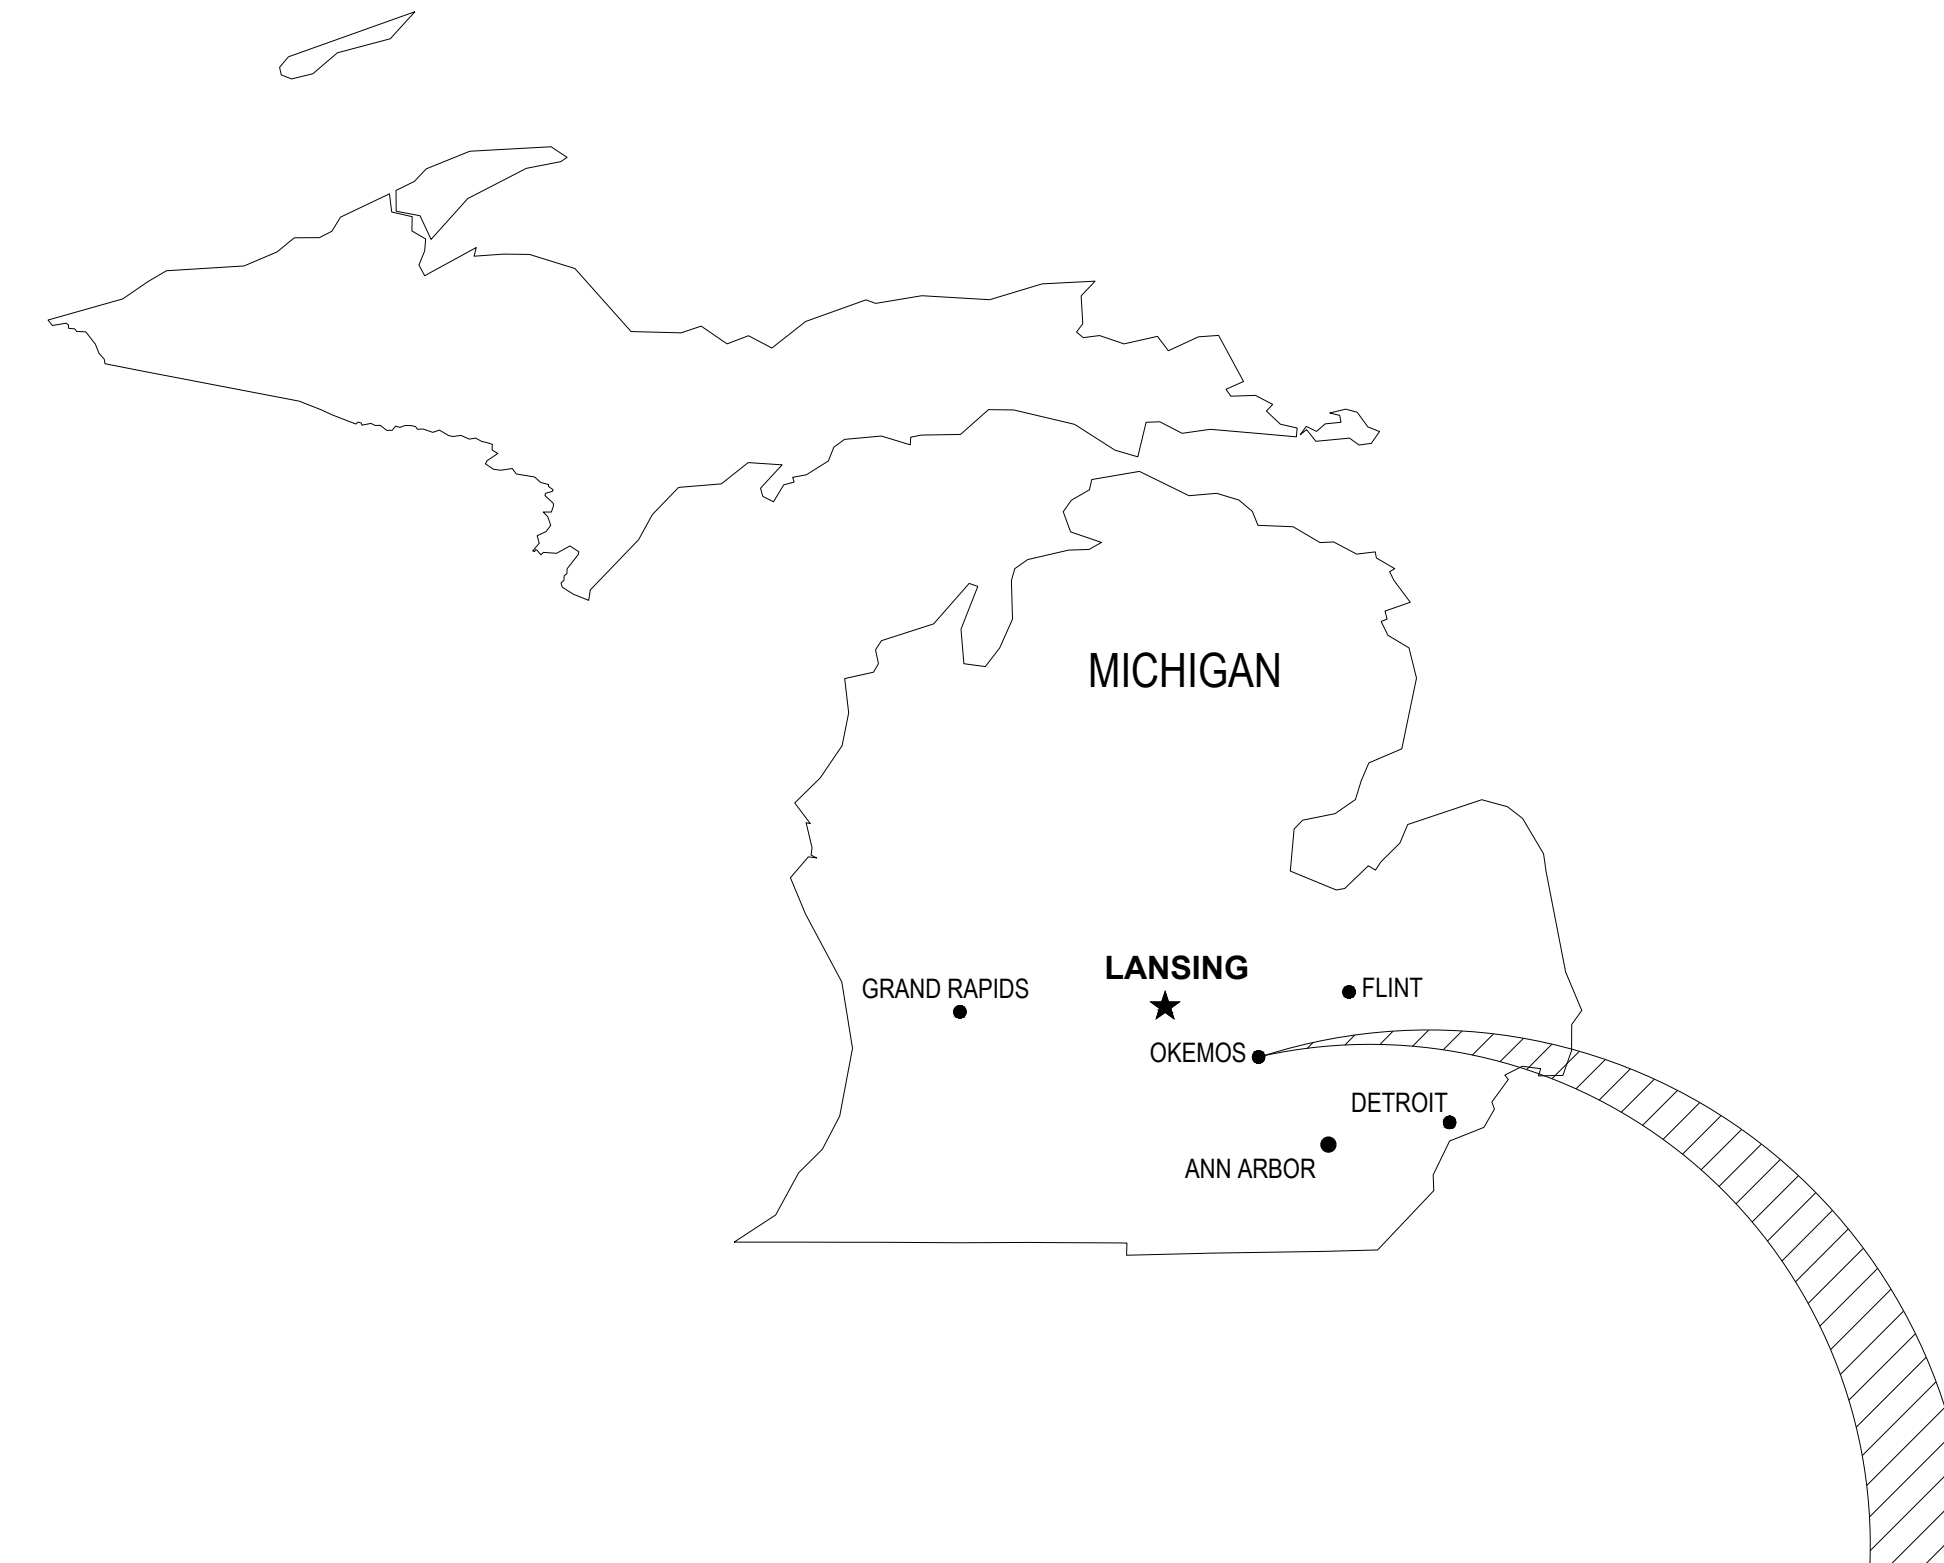 MICHIGAN
LANSING
GRAND RAPIDS
FLINT
OKEMOS
DETROIT
ANN ARBOR